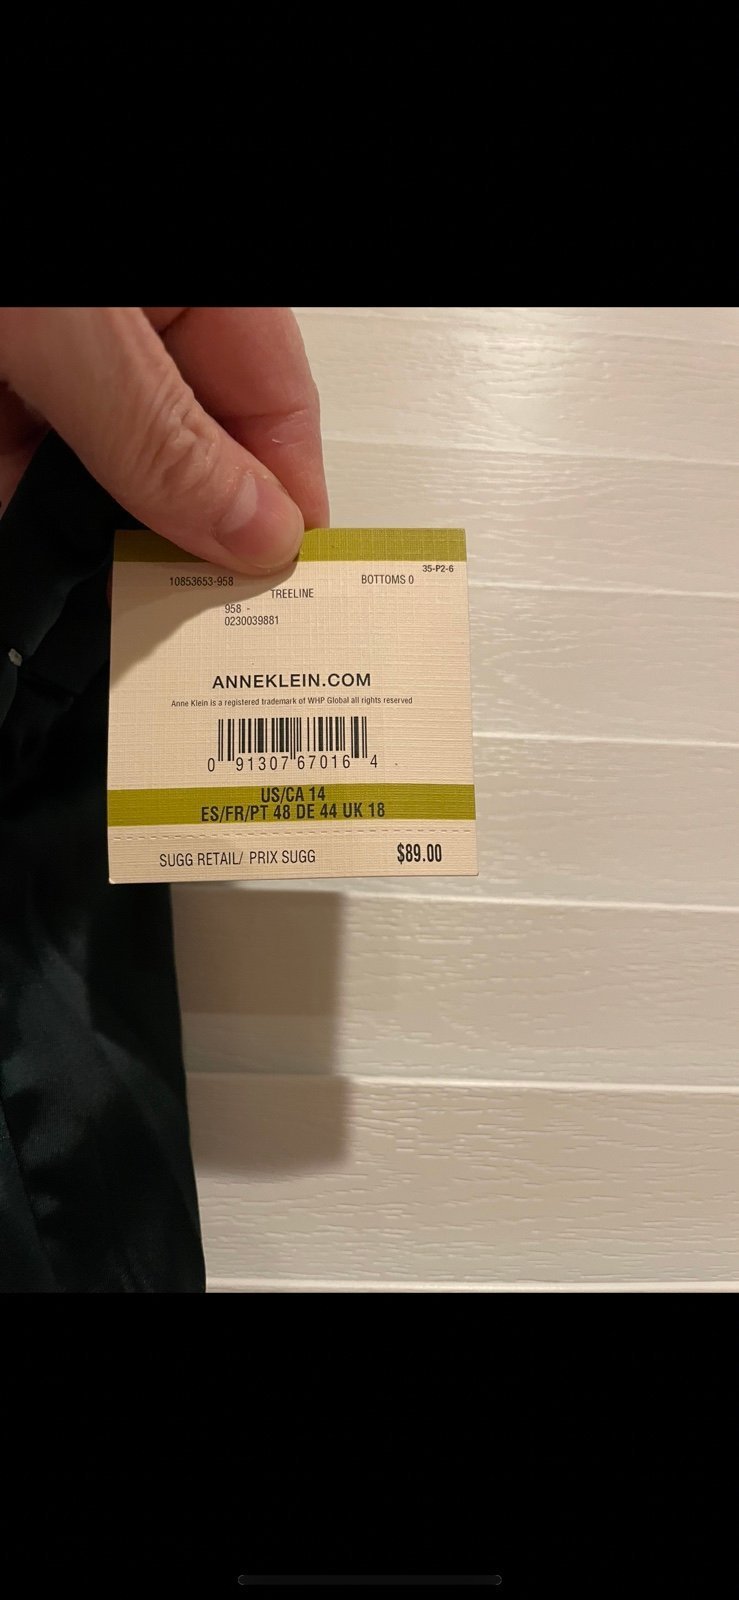 35-P2-6
10853653-958 BOTTOMS 0
TREELINE
958 -
0230039881
ANNEKLEIN.COM
Anne Klein is a registered trademark of WHP Global all rights reserved
0 91307 67016 4
US/CA 14
ES/FR/PT 48 DE 44 UK 18
SUGG RETAIL/ PRIX SUGG $89.00